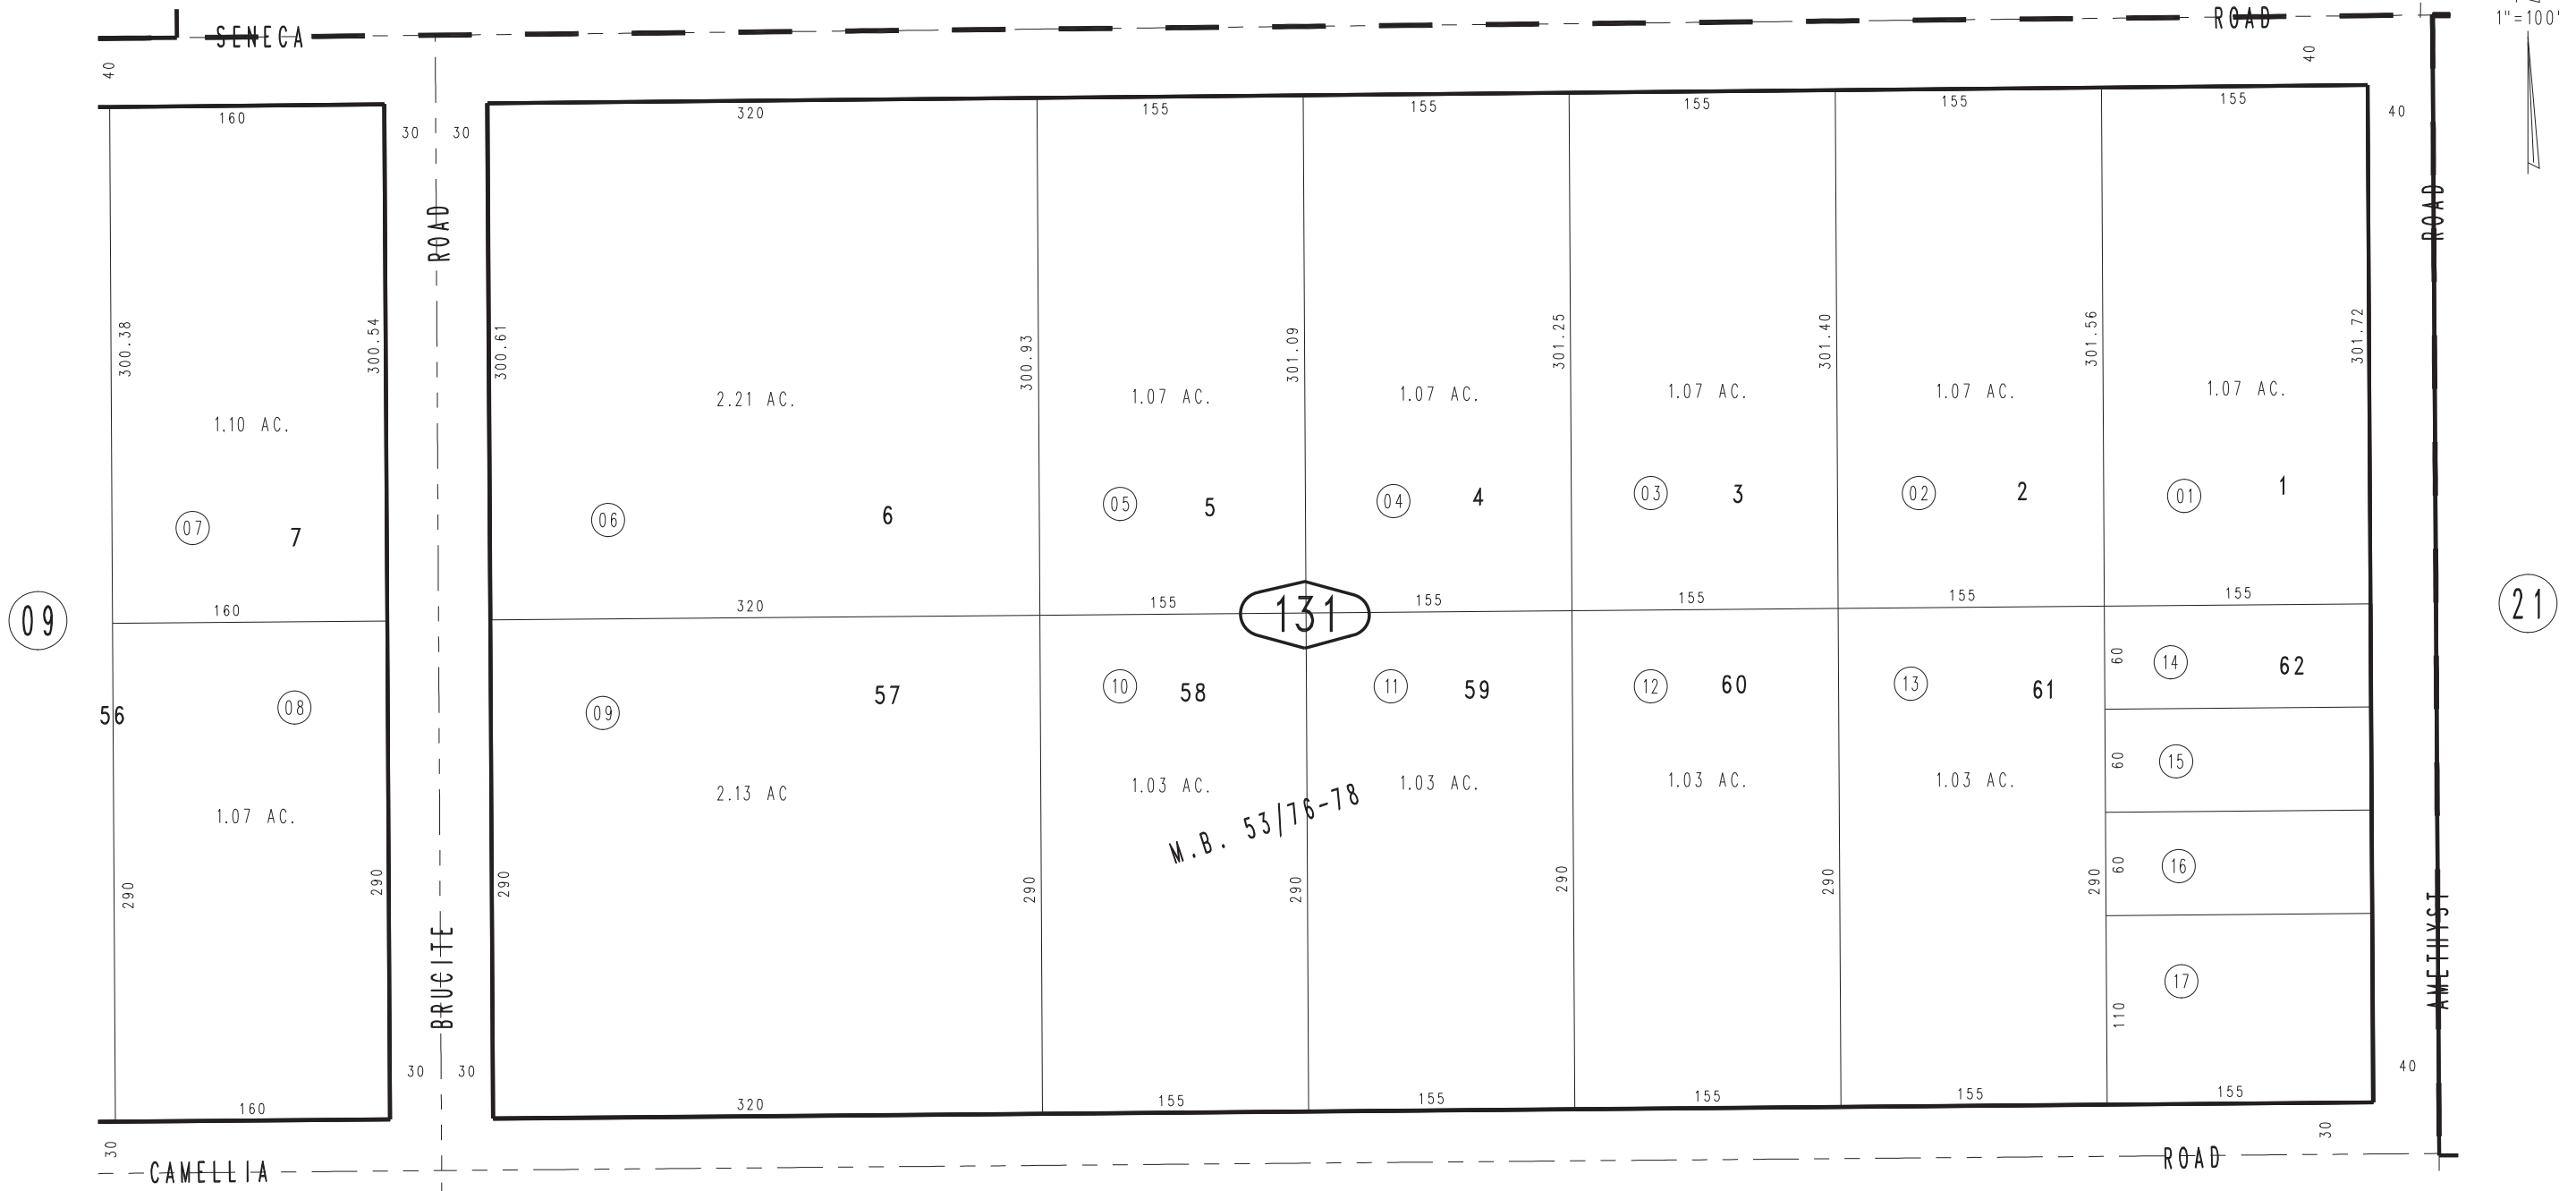 1"=100'
SENECA ROAD
40 40
160 320 155 155 155 155 155
30 30 40
ROAD ROAD
300.38 300.54 300.61 300.93 301.09 301.25 301.40 301.56 301.72
1.10 AC. 2.21 AC. 1.07 AC. 1.07 AC. 1.07 AC. 1.07 AC. 1.07 AC.
07 7 06 6 05 5 04 4 03 3 02 2 01 1
160 320 155 155 155 155 155
09 131 21
56 08 09 57 10 58 11 59 12 60 13 61 60 14 62
1.07 AC. 2.13 AC 1.03 AC. 1.03 AC. 1.03 AC. 1.03 AC. 60 15
M.B. 53/76-78
290 290 290 290 290 290 290 290 60 16
BRUCITE AMETHYST
110 17
30 30 40
160 320 155 155 155 155 155
30 30
CAMELLIA ROAD